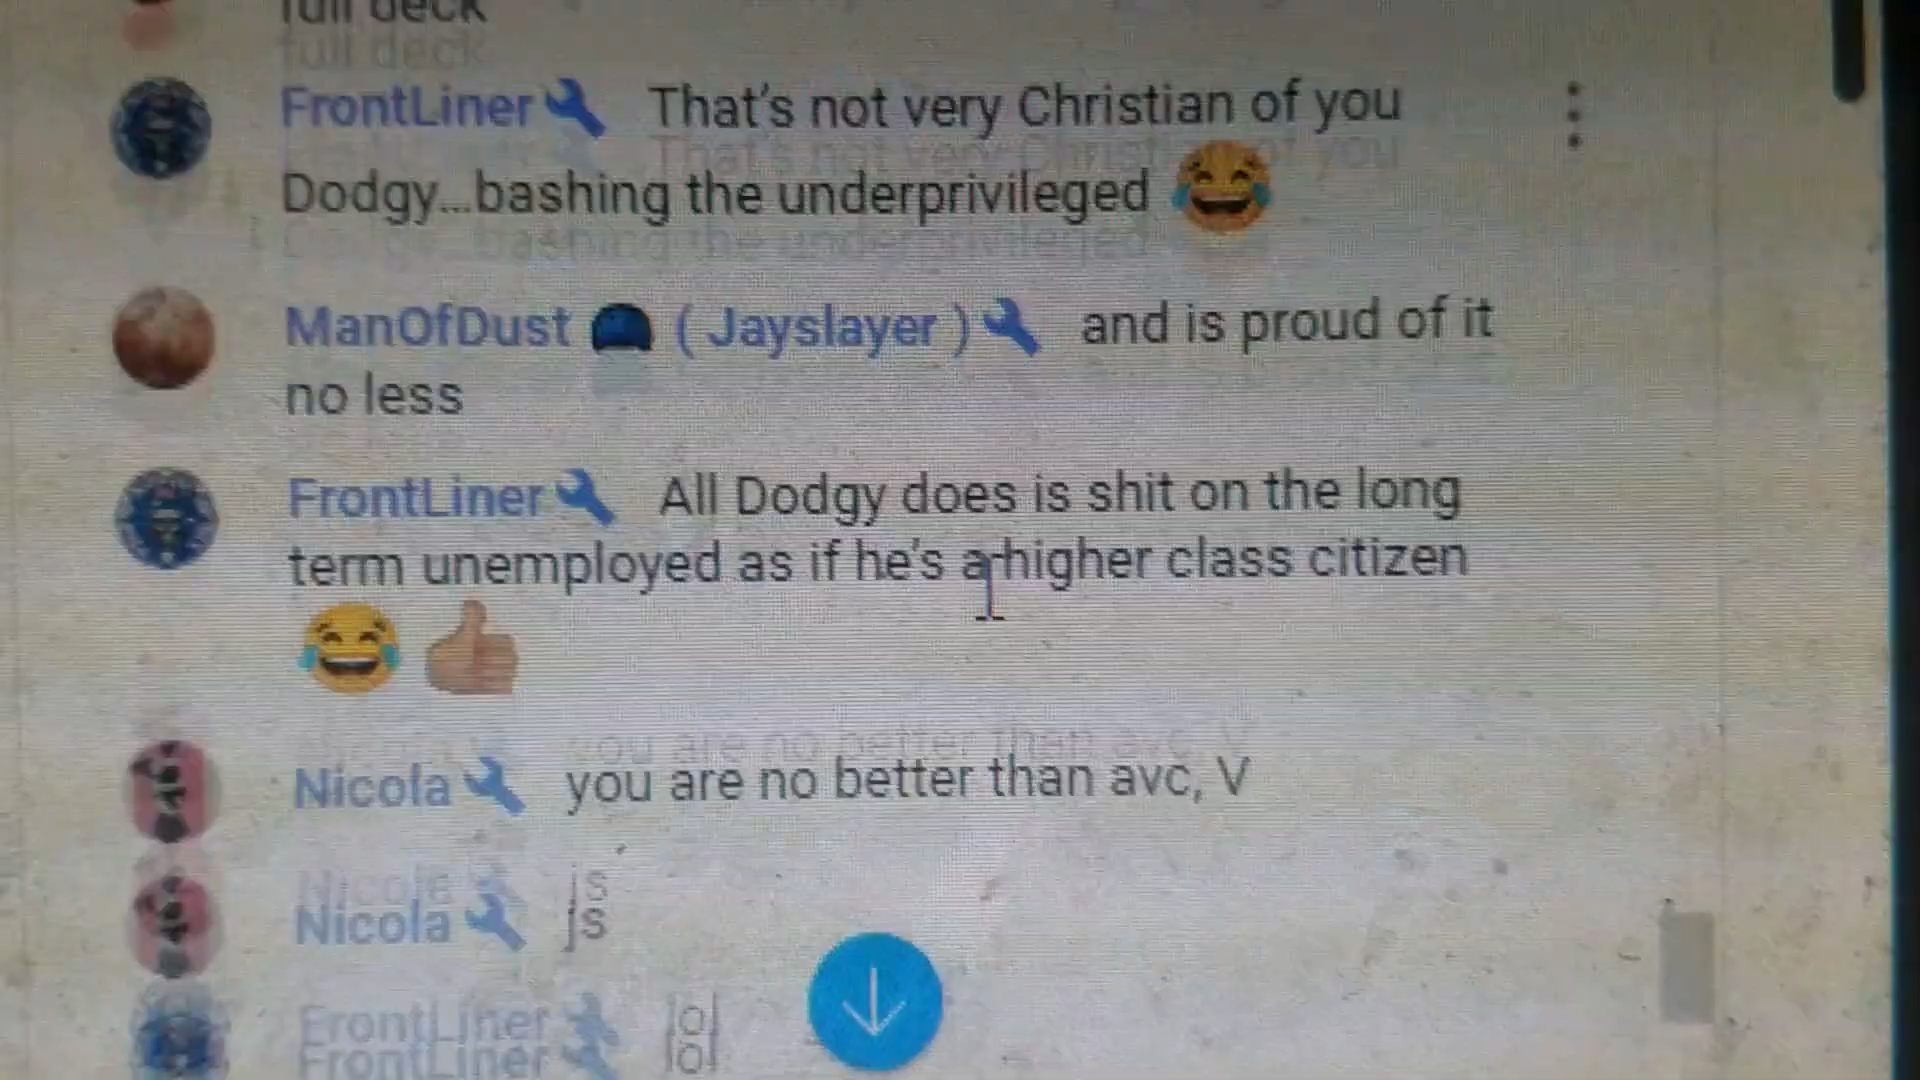 full deck
FrontLiner That's not very Christian of you
Dodgy...bashing the underprivileged 😂
ManOfDust 🧢 ( Jayslayer ) and is proud of it
no less
FrontLiner All Dodgy does is shit on the long
term unemployed as if he's a higher class citizen
😂 👍🏼
Nicola you are no better than avc, V
Nicola js
FrontLiner lol